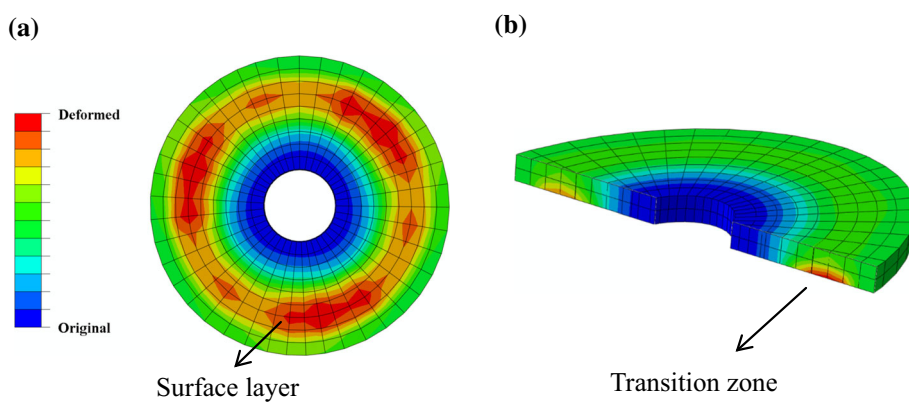 (a)
(b)
Deformed
Original
Surface layer
Transition zone